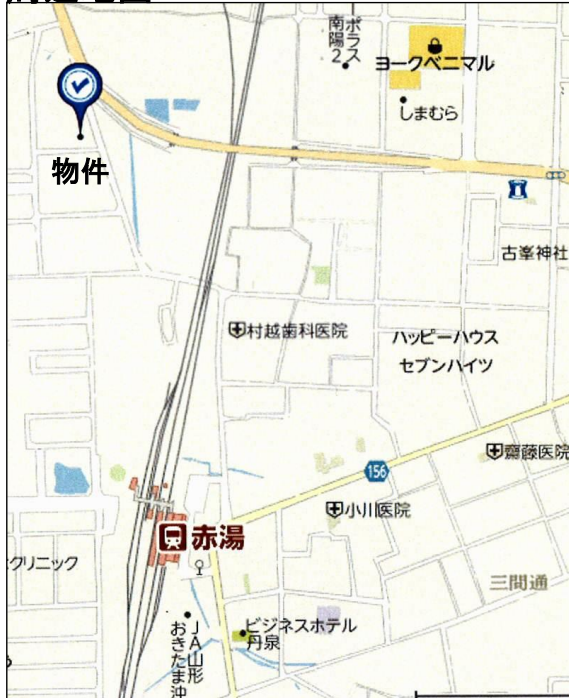 ポラス
南陽2
ヨークベニマル
しまむら
物件
古峯神社
村越歯科医院
ハッピーハウス
セブンハイツ
156
齋藤医院
小川医院
赤湯
クリニック
三間通
ビジネスホテル
丹泉
JA山形
おきたま沖